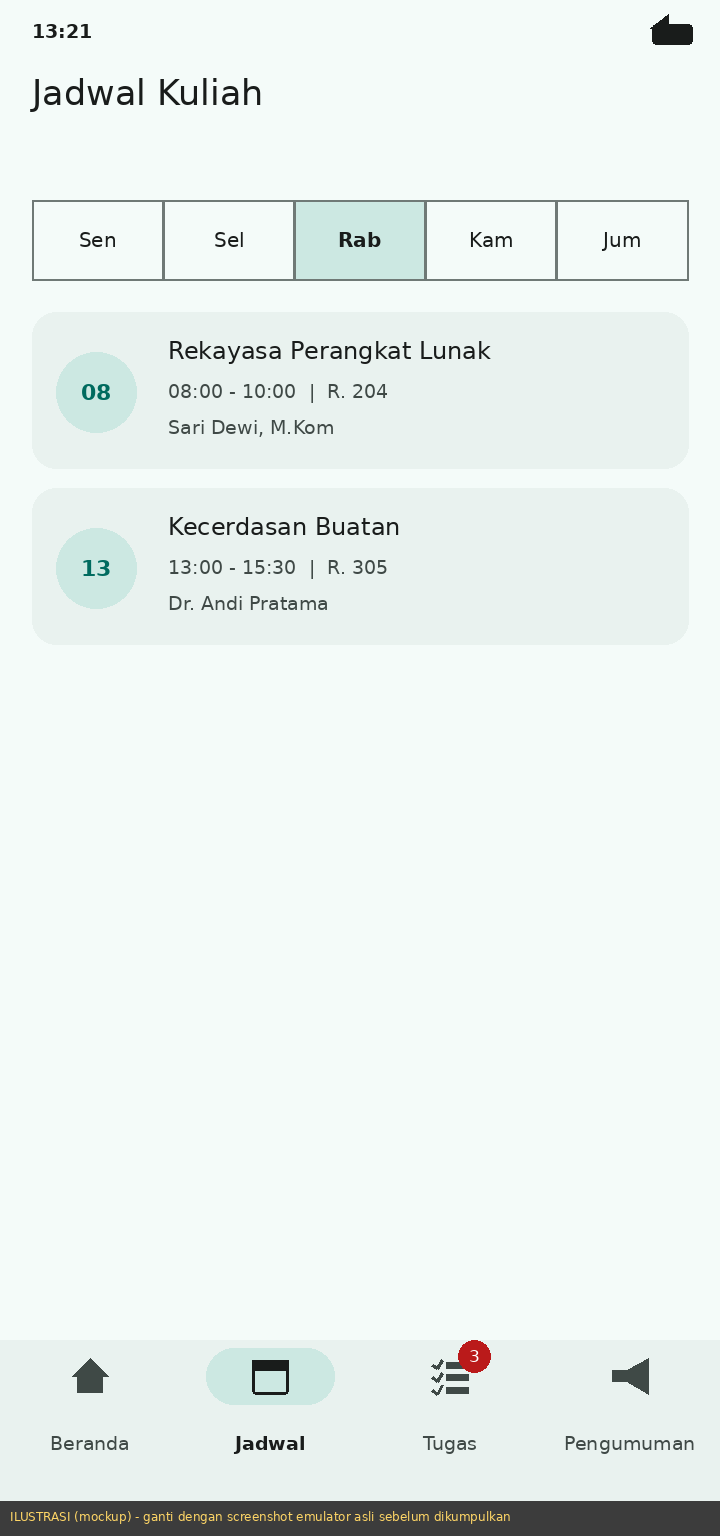 13:21
Jadwal Kuliah
Sen Sel Rab Kam Jum
08
Rekayasa Perangkat Lunak
08:00 - 10:00 | R. 204
Sari Dewi, M.Kom
13
Kecerdasan Buatan
13:00 - 15:30 | R. 305
Dr. Andi Pratama
3
Beranda Jadwal Tugas Pengumuman
ILUSTRASI (mockup) - ganti dengan screenshot emulator asli sebelum dikumpulkan